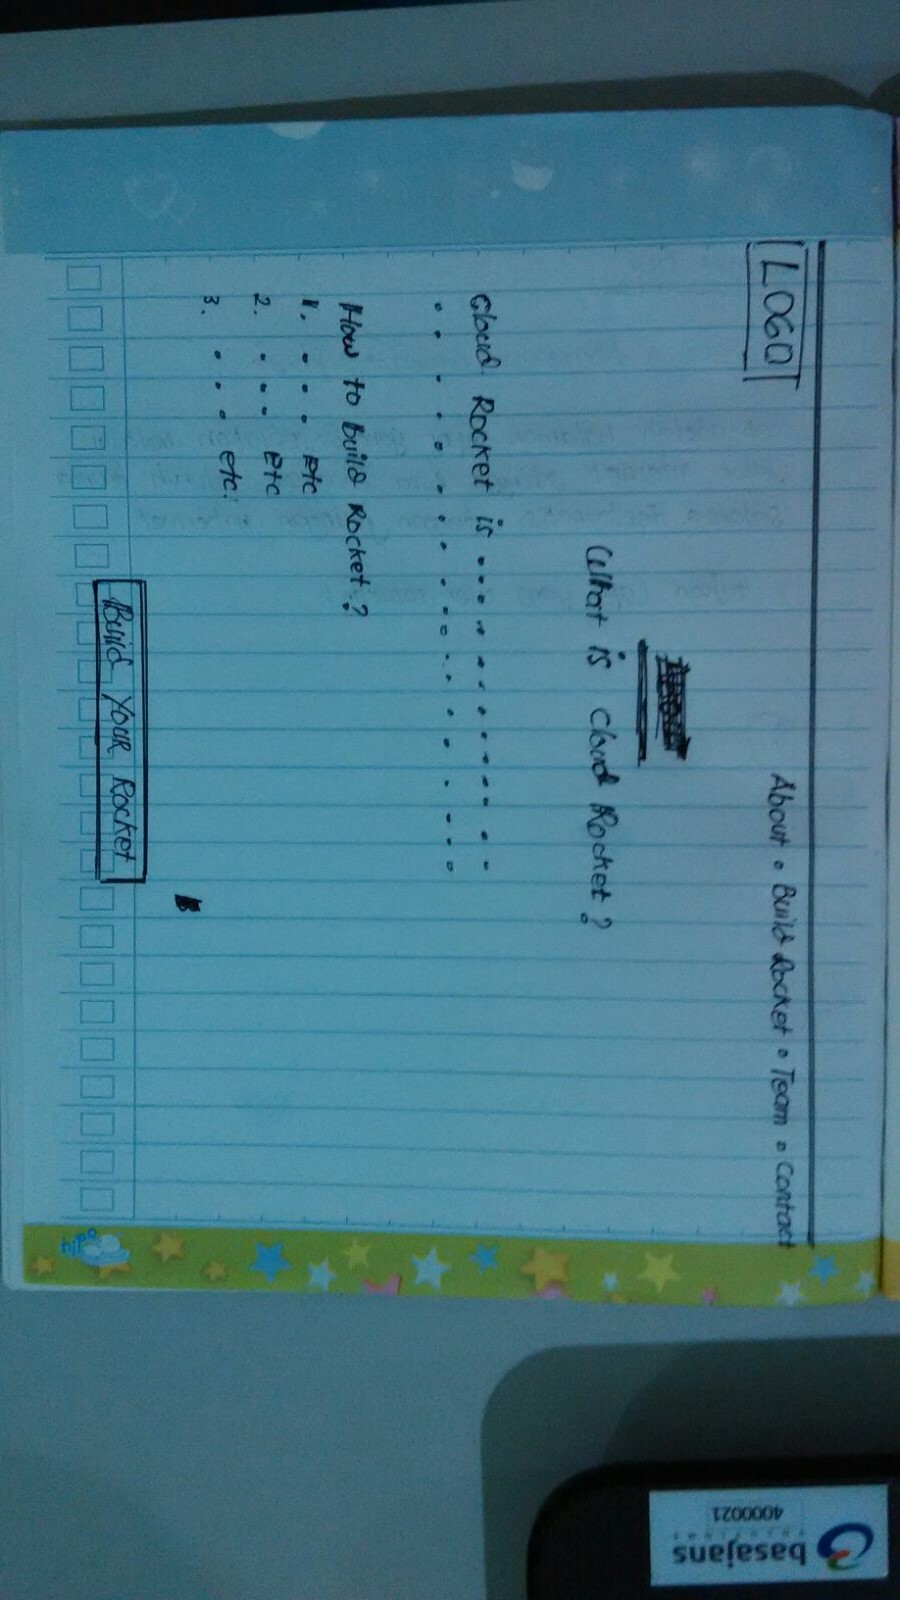 LOGO
About • Build Rocket • Team • Contact
What is Cloud Rocket?
Cloud Rocket is ................
. . . . . . . . . . . . . . . .
How to Build Rocket?
1. . . . etc
2. . . . etc
3. . . . etc.
Build Your Rocket
B
hippo
basajans
4000021